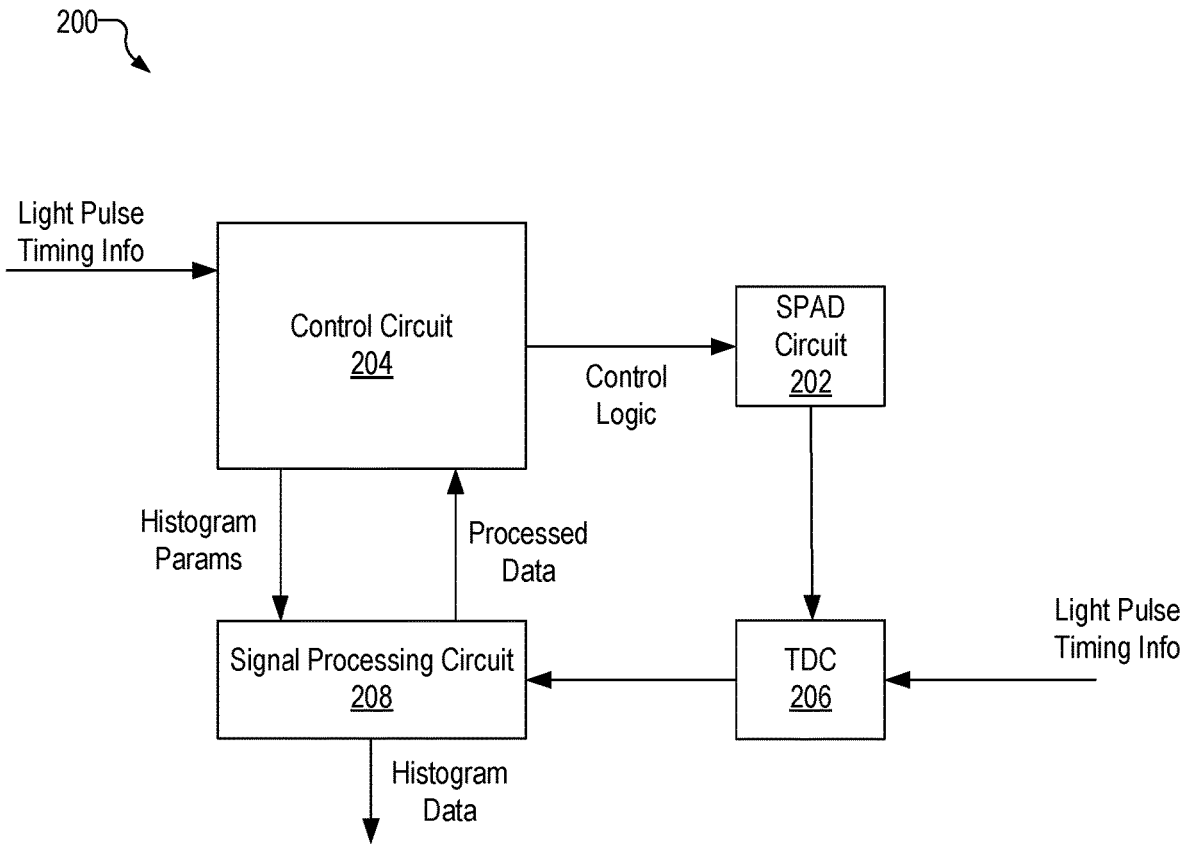 200
Light Pulse
Timing Info
Control Circuit
204
Control
Logic
SPAD
Circuit
202
Histogram
Params
Processed
Data
Signal Processing Circuit
208
TDC
206
Light Pulse
Timing Info
Histogram
Data